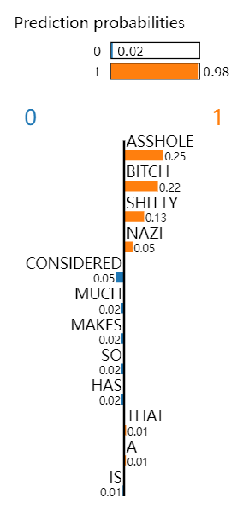 Prediction probabilities
0 0.02
1 0.98
0 1
ASSHOLE
0.25
BITCH
0.22
SHITTY
0.13
NAZI
0.05
CONSIDERED
0.05
MUCH
0.02
MAKES
0.02
SO
0.02
HAS
0.02
THAT
0.01
A
0.01
IS
0.01